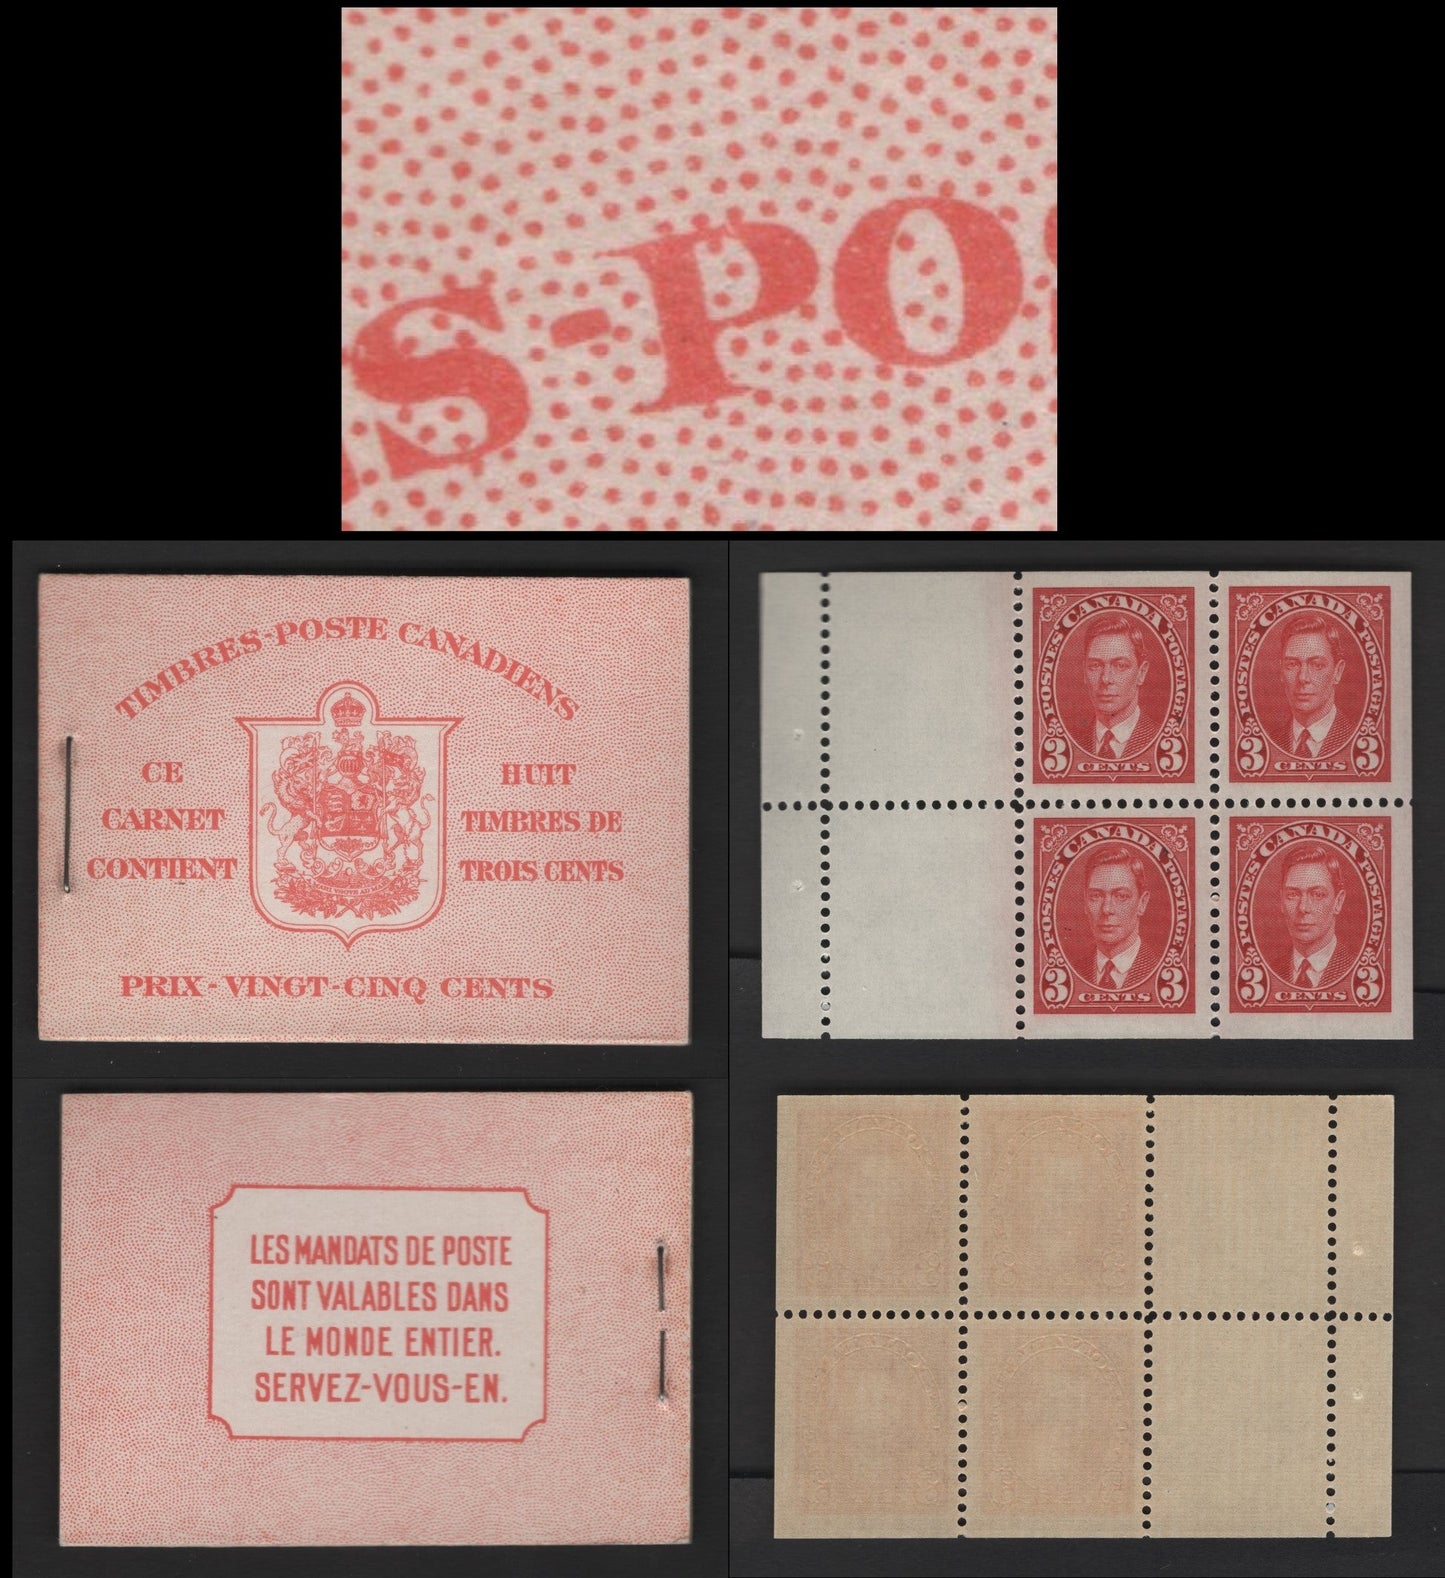 S-PO
TIMBRES-POSTE CANADIENS
CE
CARNET
CONTIENT
HUIT
TIMBRES DE
TROIS CENTS
PRIX - VINGT-CINQ CENTS
POSTES CANADA POSTAGE
3 CENTS 3
POSTES CANADA POSTAGE
3 CENTS 3
POSTES CANADA POSTAGE
3 CENTS 3
POSTES CANADA POSTAGE
3 CENTS 3
LES MANDATS DE POSTE
SONT VALABLES DANS
LE MONDE ENTIER.
SERVEZ-VOUS-EN.